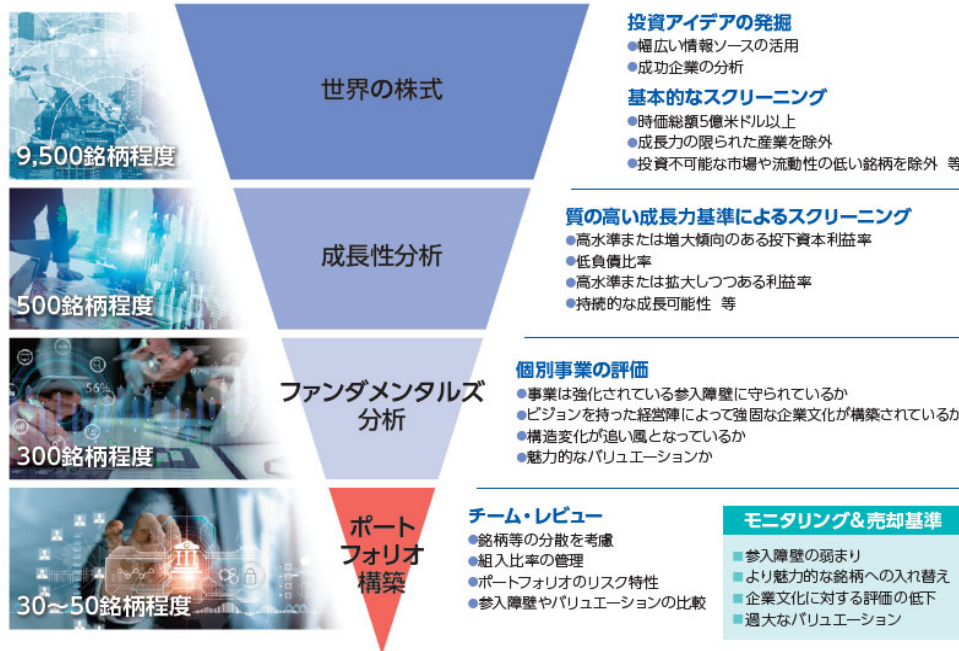 世界の株式
9,500銘柄程度
投資アイデアの発掘
●幅広い情報ソースの活用
●成功企業の分析
基本的なスクリーニング
●時価総額5億米ドル以上
●成長力の限られた産業を除外
●投資不可能な市場や流動性の低い銘柄を除外 等
成長性分析
500銘柄程度
質の高い成長力基準によるスクリーニング
●高水準または増大傾向のある投下資本利益率
●低負債比率
●高水準または拡大しつつある利益率
●持続的な成長可能性 等
56%
ファンダメンタルズ
分析
300銘柄程度
個別事業の評価
●事業は強化されている参入障壁に守られているか
●ビジョンを持った経営陣によって強固な企業文化が構築されているか
●構造変化が追い風となっているか
●魅力的なバリュエーションか
ポート
フォリオ
構築
30～50銘柄程度
チーム・レビュー
●銘柄等の分散を考慮
●組入比率の管理
●ポートフォリオのリスク特性
●参入障壁やバリュエーションの比較
モニタリング&売却基準
■参入障壁の弱まり
■より魅力的な銘柄への入れ替え
■企業文化に対する評価の低下
■過大なバリュエーション